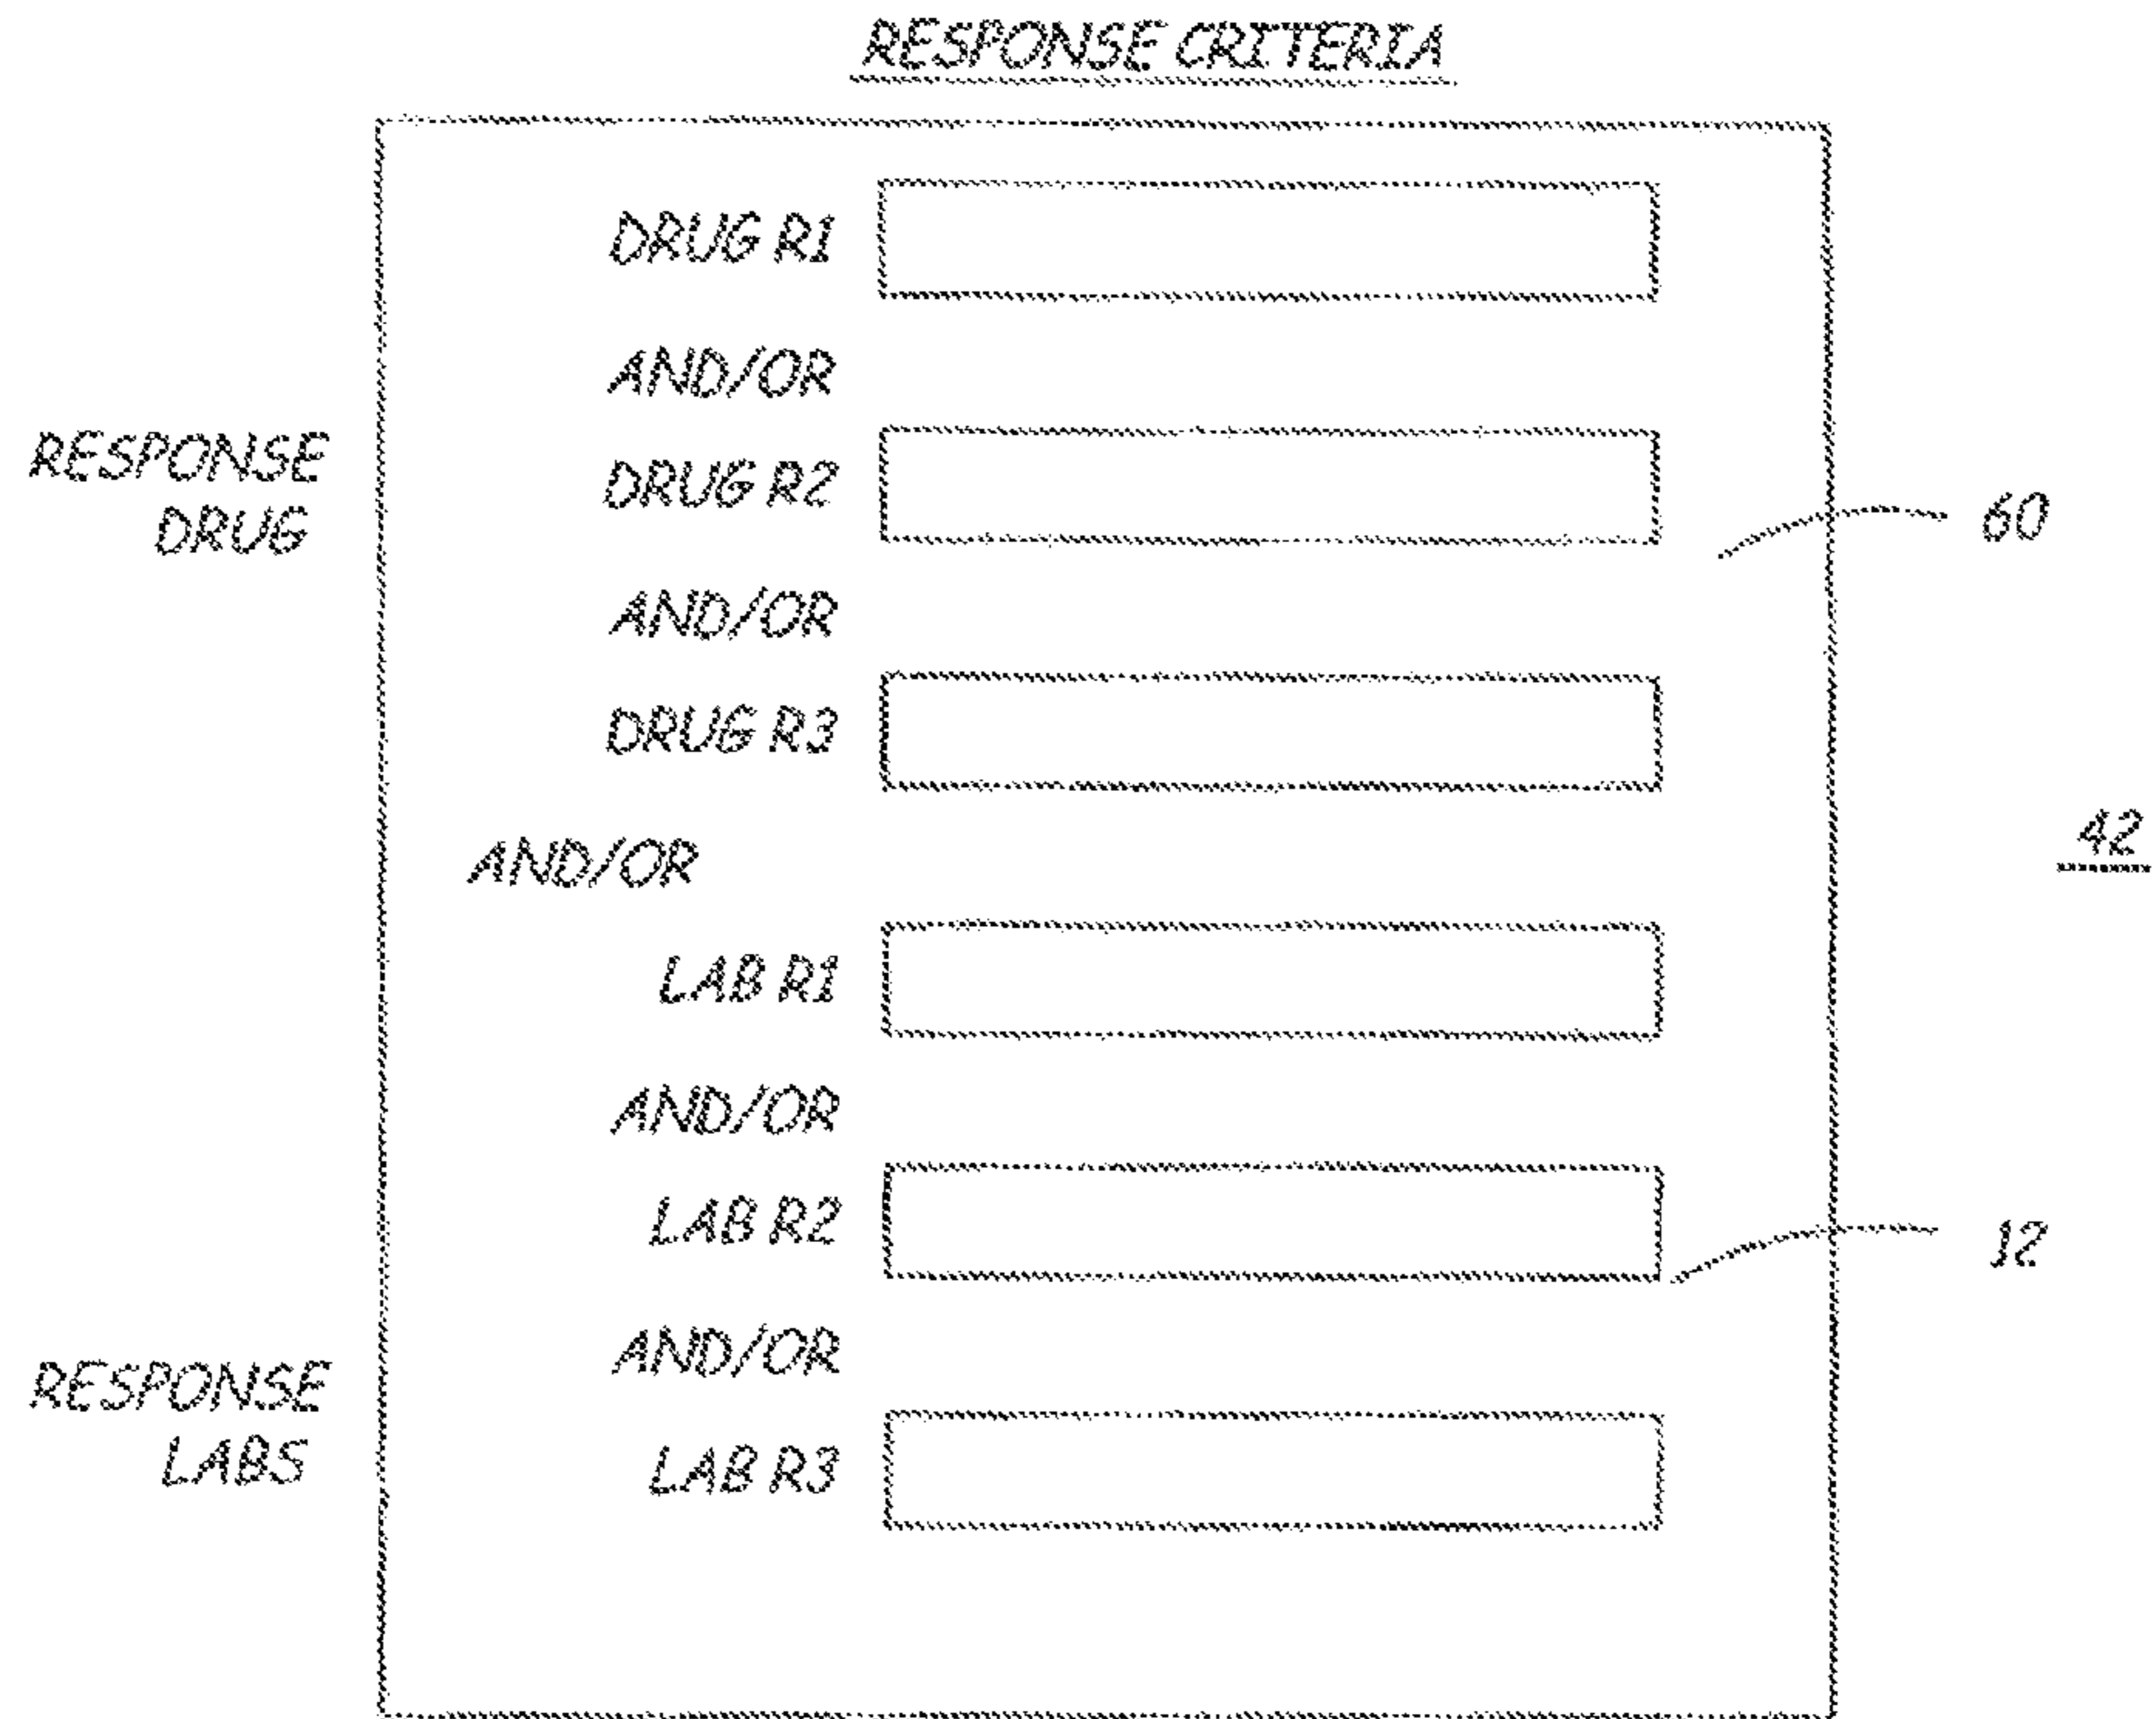 RESPONSE CRITERIA
DRUG R1
AND/OR
RESPONSE
DRUG
DRUG R2
60
AND/OR
DRUG R3
AND/OR
42
LAB R1
AND/OR
LAB R2
12
AND/OR
RESPONSE
LABS
LAB R3